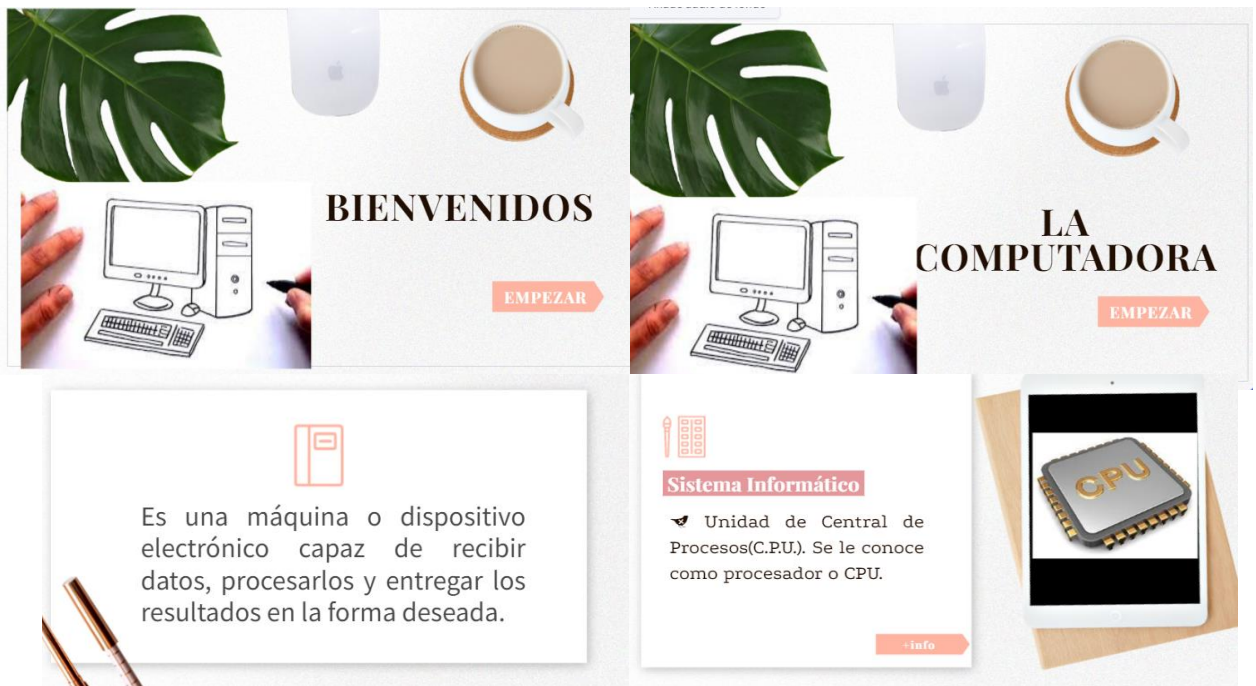 BIENVENIDOS
EMPEZAR
LA
COMPUTADORA
EMPEZAR
Es una máquina o dispositivo
electrónico capaz de recibir
datos, procesarlos y entregar los
resultados en la forma deseada.
Sistema Informático
Unidad de Central de
Procesos(C.P.U.). Se le conoce
como procesador o CPU.
+info
CPU